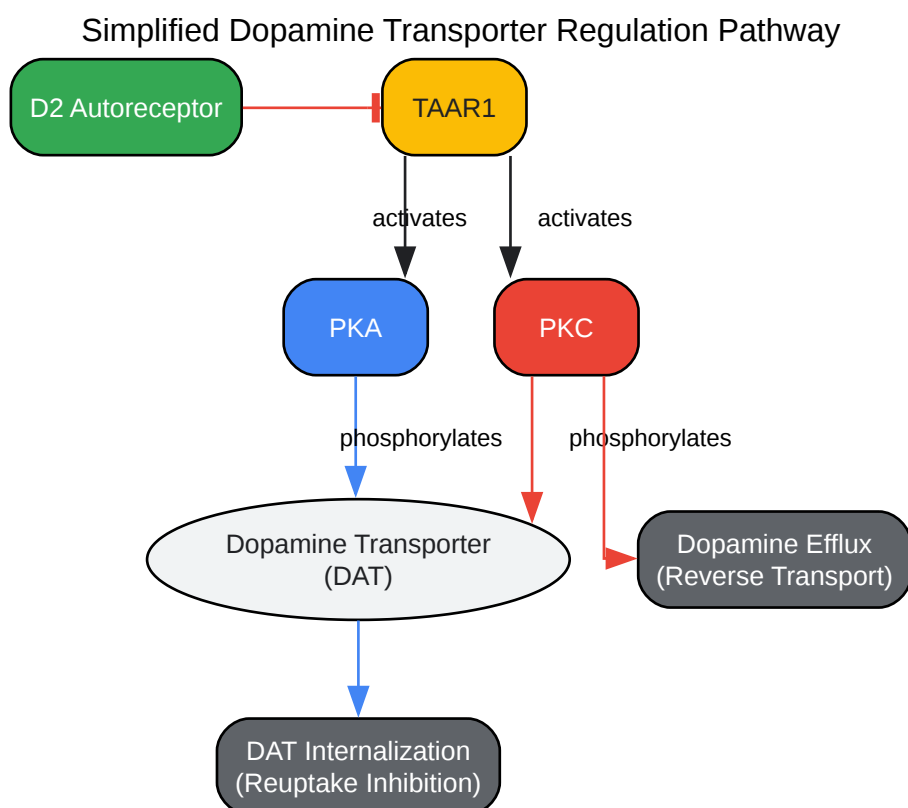 Simplified Dopamine Transporter Regulation Pathway
D2 Autoreceptor
TAAR1
activates
activates
PKA
PKC
phosphorylates
phosphorylates
Dopamine Transporter
(DAT)
Dopamine Efflux
(Reverse Transport)
DAT Internalization
(Reuptake Inhibition)